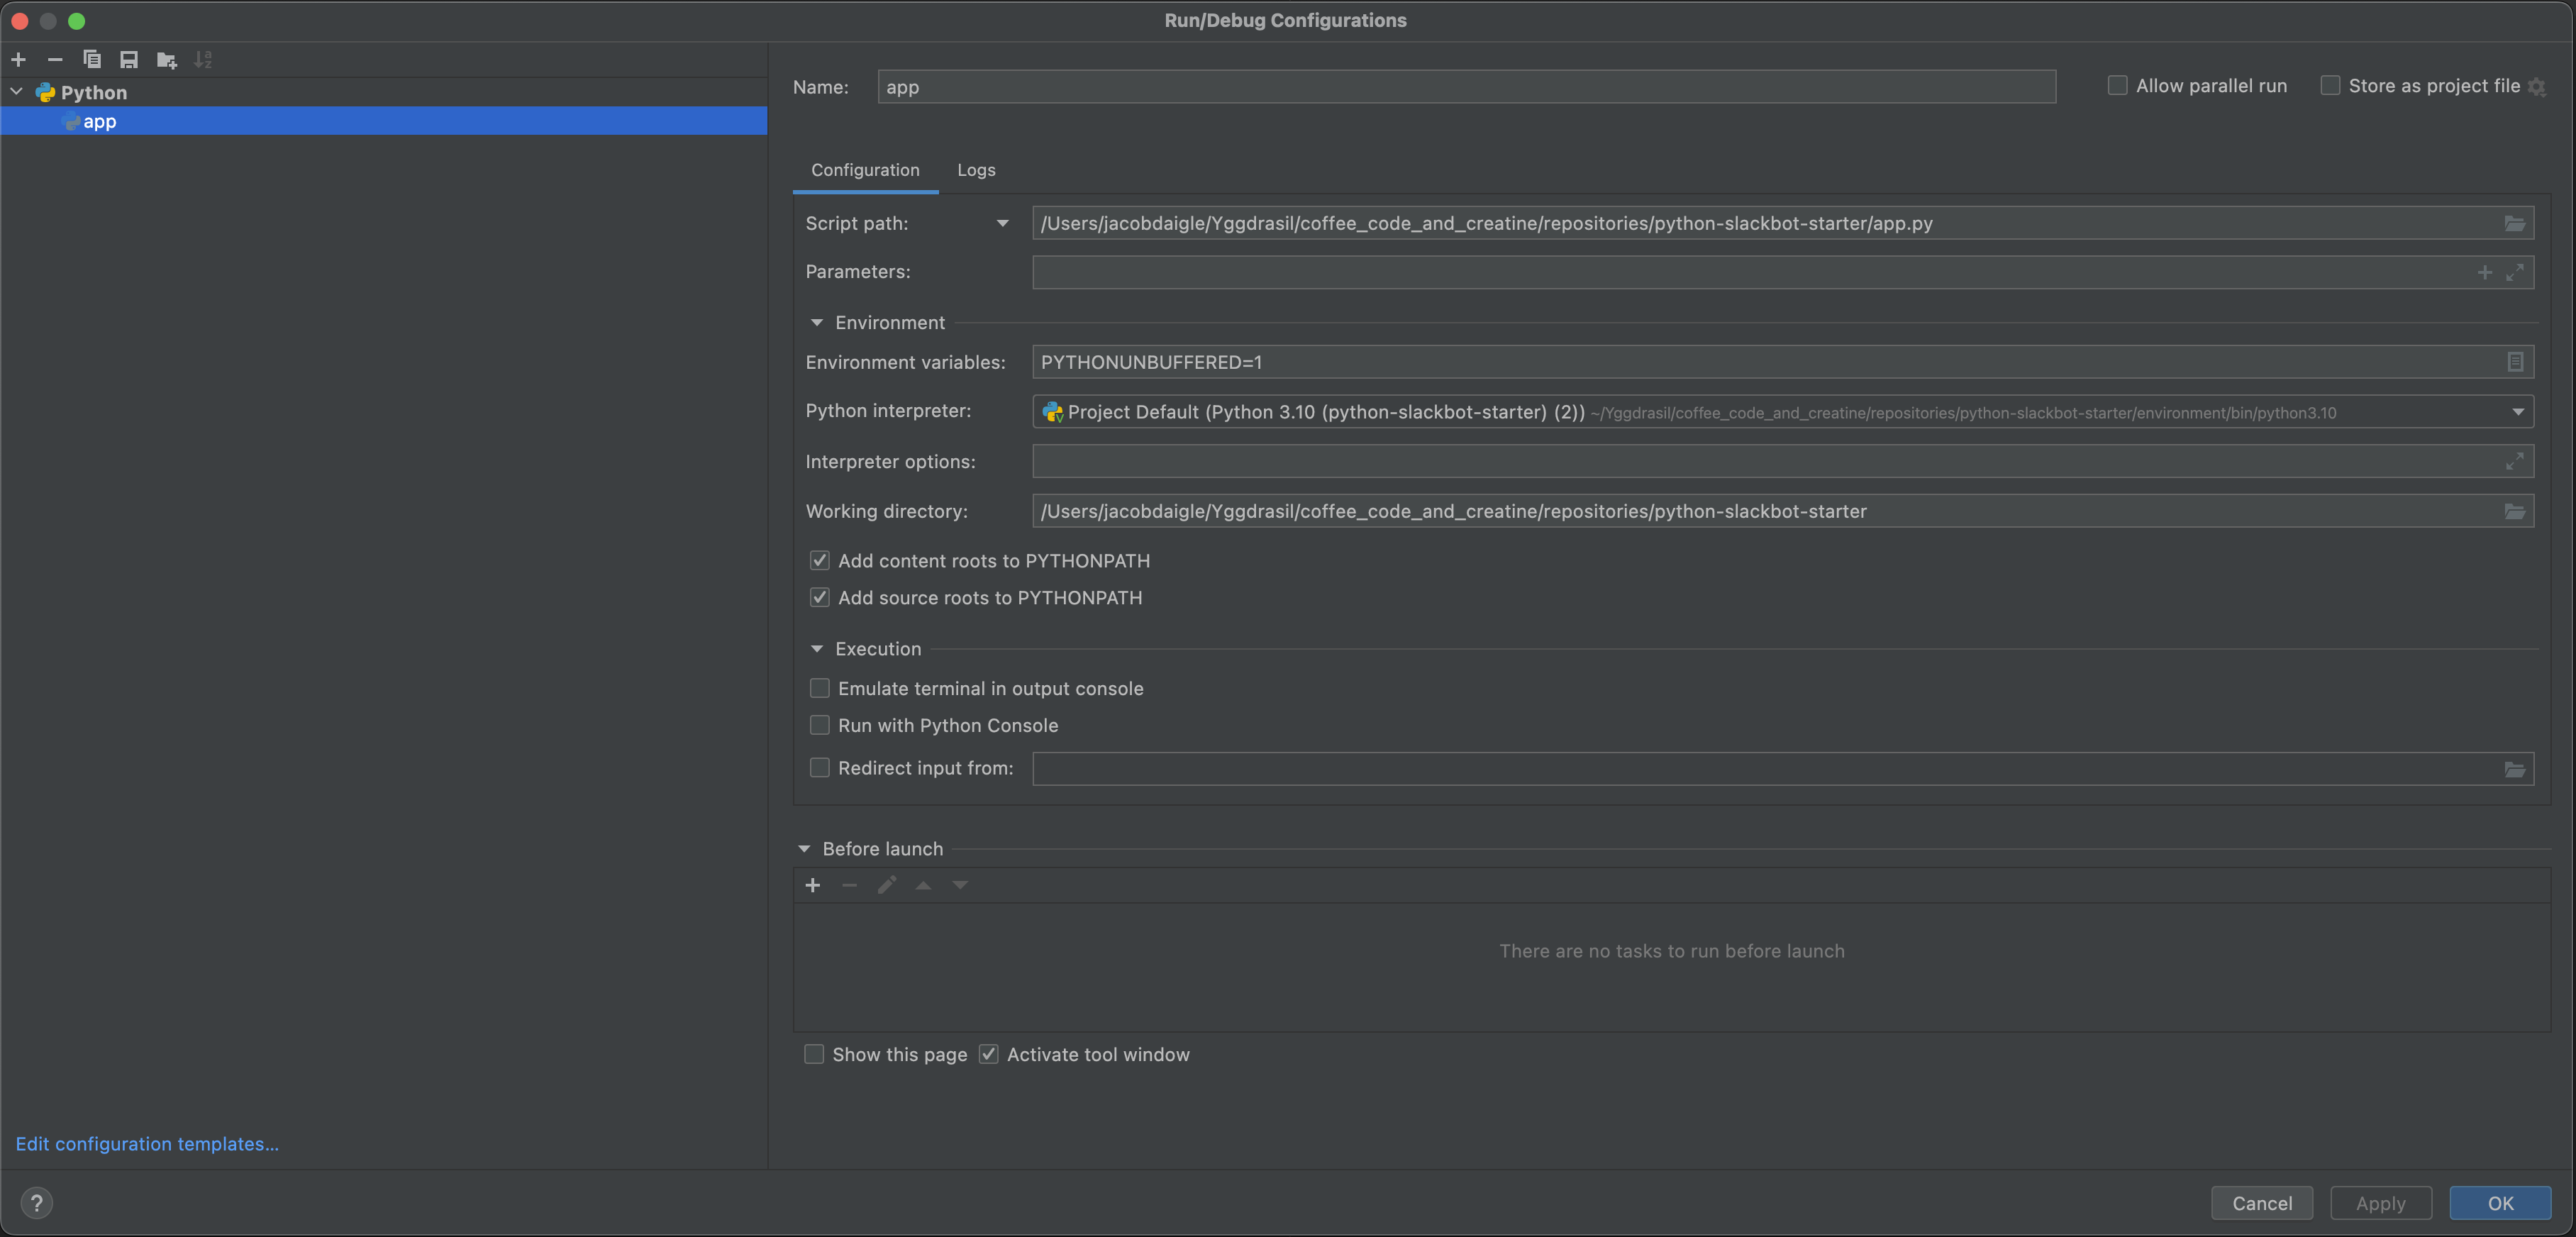 Run/Debug Configurations
Python
app
Name: app
Allow parallel run
Store as project file
Configuration Logs
Script path: /Users/jacobdaigle/Yggdrasil/coffee_code_and_creatine/repositories/python-slackbot-starter/app.py
Parameters:
Environment
Environment variables: PYTHONUNBUFFERED=1
Python interpreter: Project Default (Python 3.10 (python-slackbot-starter) (2)) ~/Yggdrasil/coffee_code_and_creatine/repositories/python-slackbot-starter/environment/bin/python3.10
Interpreter options:
Working directory: /Users/jacobdaigle/Yggdrasil/coffee_code_and_creatine/repositories/python-slackbot-starter
Add content roots to PYTHONPATH
Add source roots to PYTHONPATH
Execution
Emulate terminal in output console
Run with Python Console
Redirect input from:
Before launch
There are no tasks to run before launch
Show this page Activate tool window
Edit configuration templates...
? Cancel Apply OK